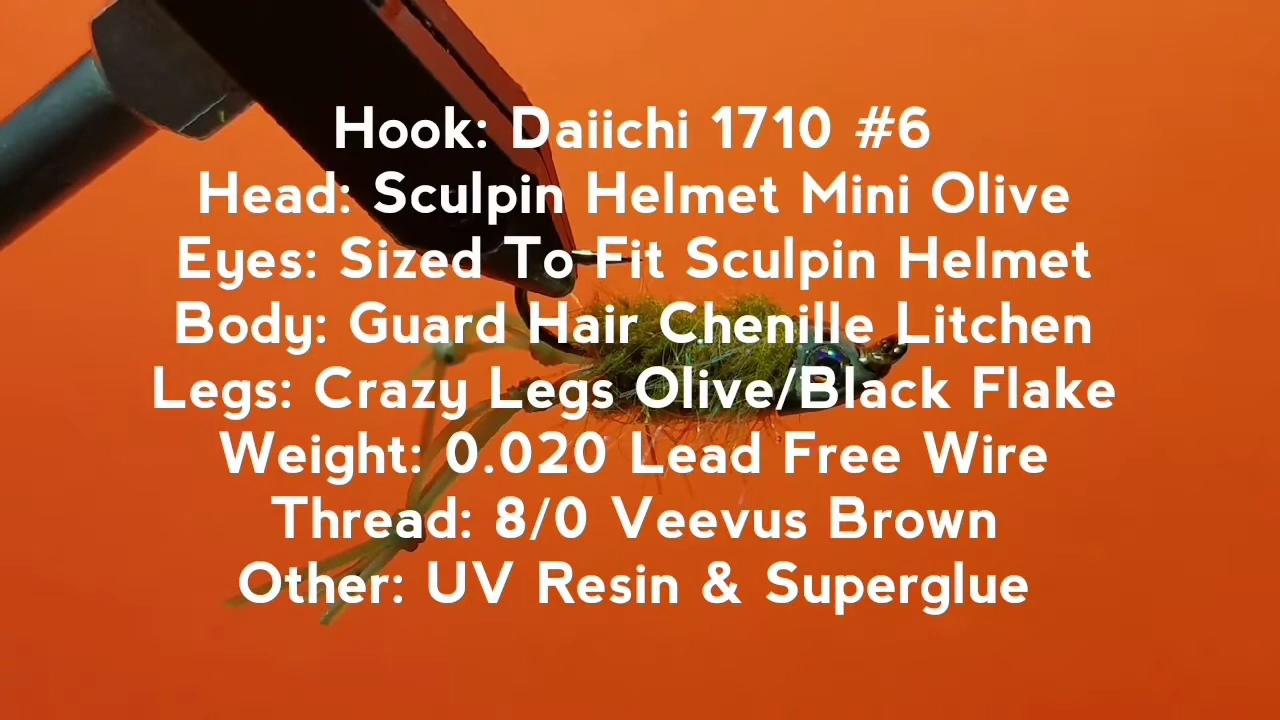 Hook: Daiichi 1710 #6
Head: Sculpin Helmet Mini Olive
Eyes: Sized To Fit Sculpin Helmet
Body: Guard Hair Chenille Litchen
Legs: Crazy Legs Olive/Black Flake
Weight: 0.020 Lead Free Wire
Thread: 8/0 Veevus Brown
Other: UV Resin & Superglue